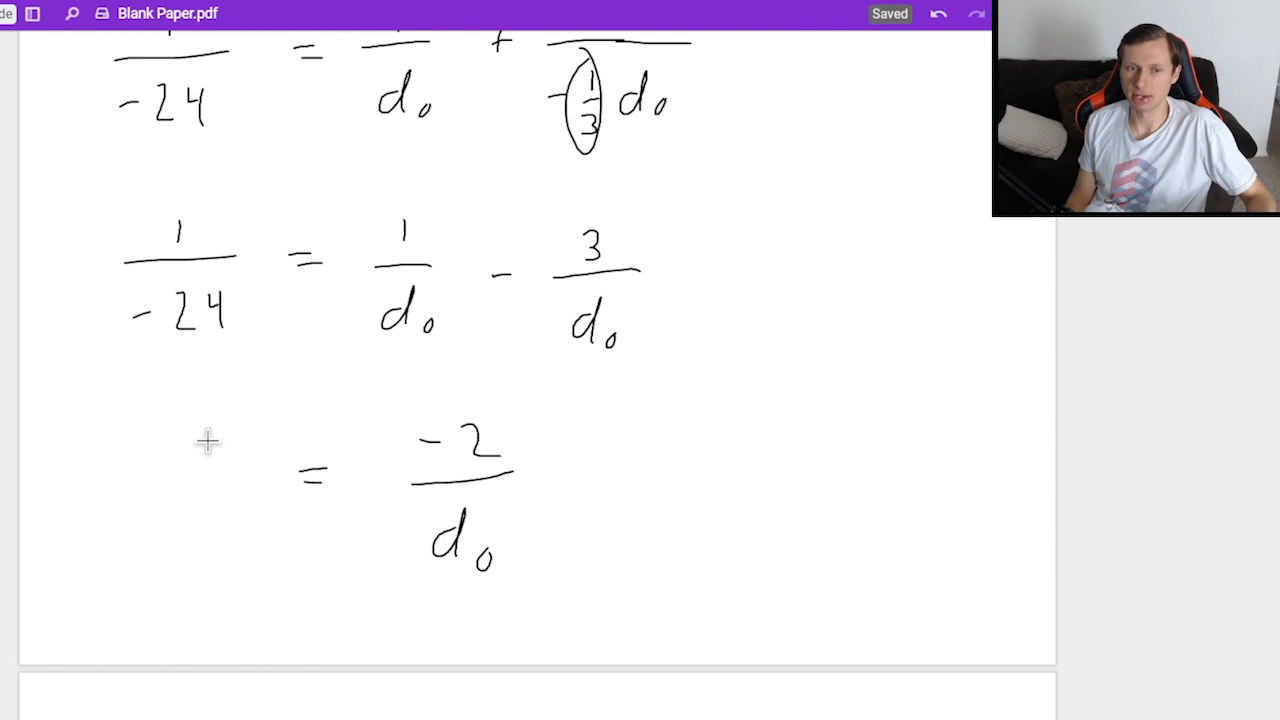 de Blank Paper.pdf Saved
1/-24 = 1/d₀ + 1/(-1/3 d₀)
1/-24 = 1/d₀ - 3/d₀
= -2/d₀